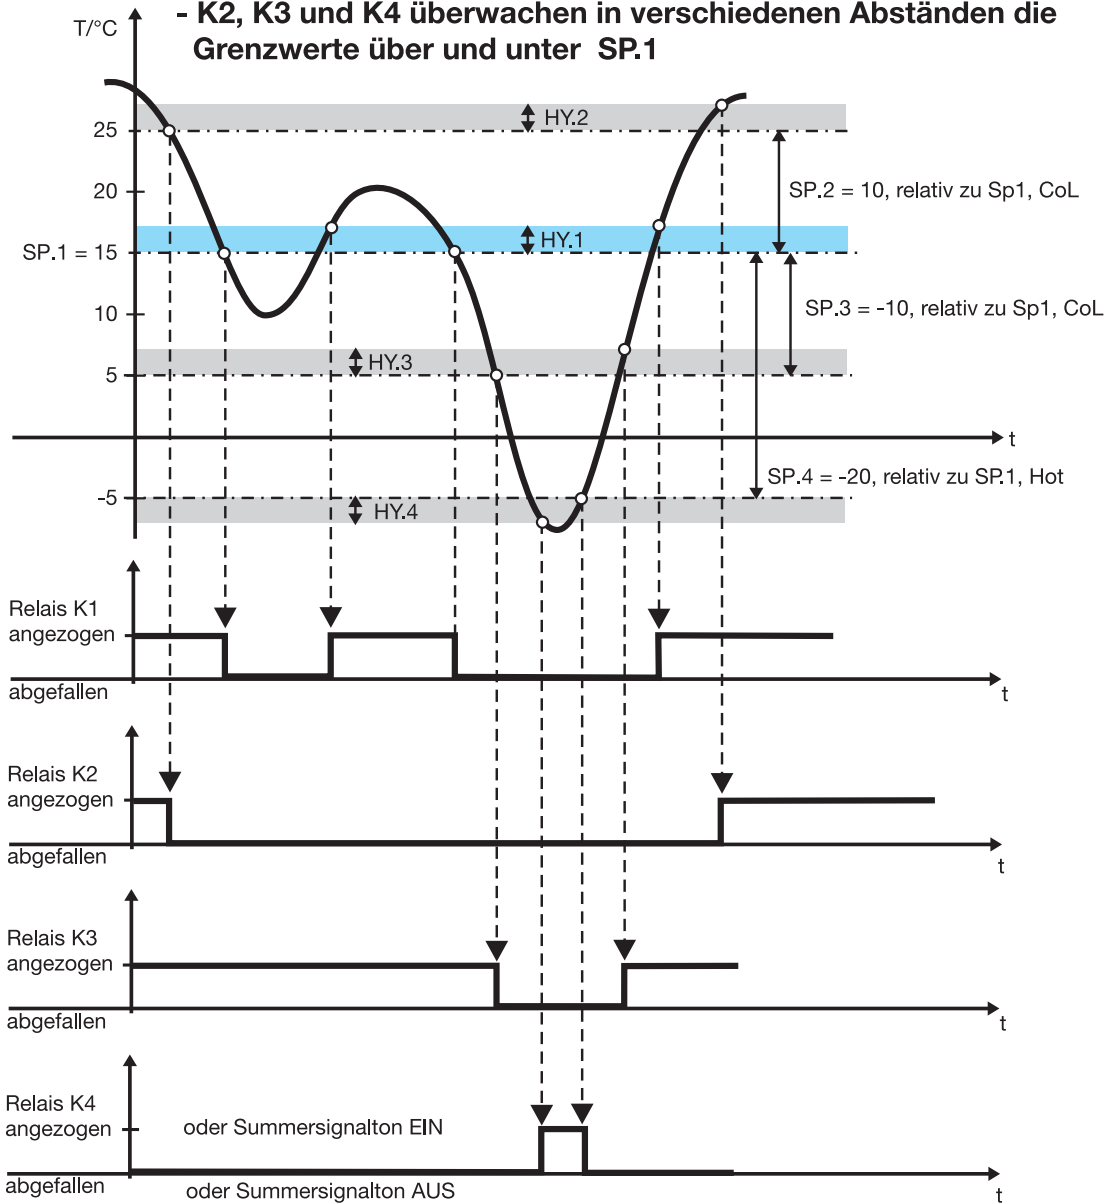 - K2, K3 und K4 überwachen in verschiedenen Abständen die
Grenzwerte über und unter SP.1
T/°C
HY.2
25
20
SP.2 = 10, relativ zu Sp1, CoL
HY.1
SP.1 = 15
10
SP.3 = -10, relativ zu Sp1, CoL
HY.3
5
t
SP.4 = -20, relativ zu SP.1, Hot
-5
HY.4
Relais K1
angezogen
abgefallen
t
Relais K2
angezogen
abgefallen
t
Relais K3
angezogen
abgefallen
t
Relais K4
angezogen
oder Summersignalton EIN
abgefallen
oder Summersignalton AUS
t